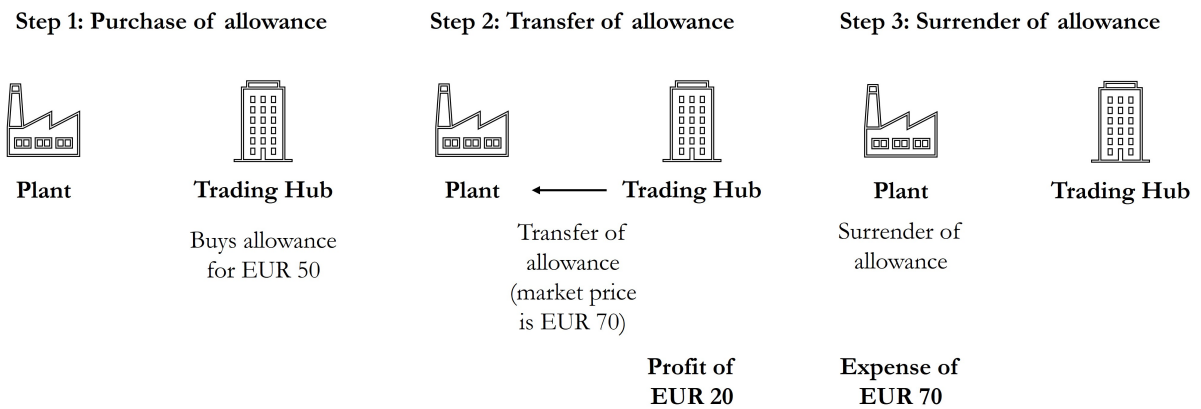 Step 1: Purchase of allowance
Plant
Trading Hub
Buys allowance
for EUR 50
Step 2: Transfer of allowance
Plant
Trading Hub
Transfer of
allowance
(market price
is EUR 70)
Profit of
EUR 20
Step 3: Surrender of allowance
Plant
Trading Hub
Surrender of
allowance
Expense of
EUR 70